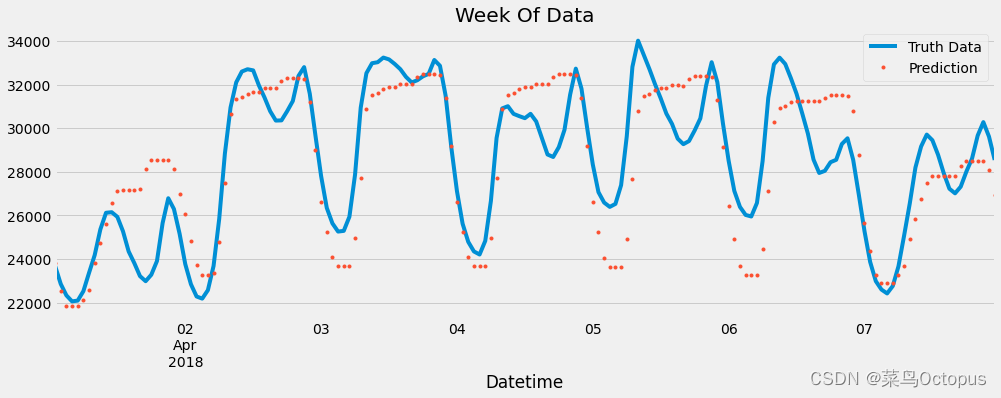 Week Of Data
34000
32000
30000
28000
26000
24000
22000
Truth Data
Prediction
02
Apr
2018
03
04
05
06
07
Datetime
CSDN @菜鸟Octopus